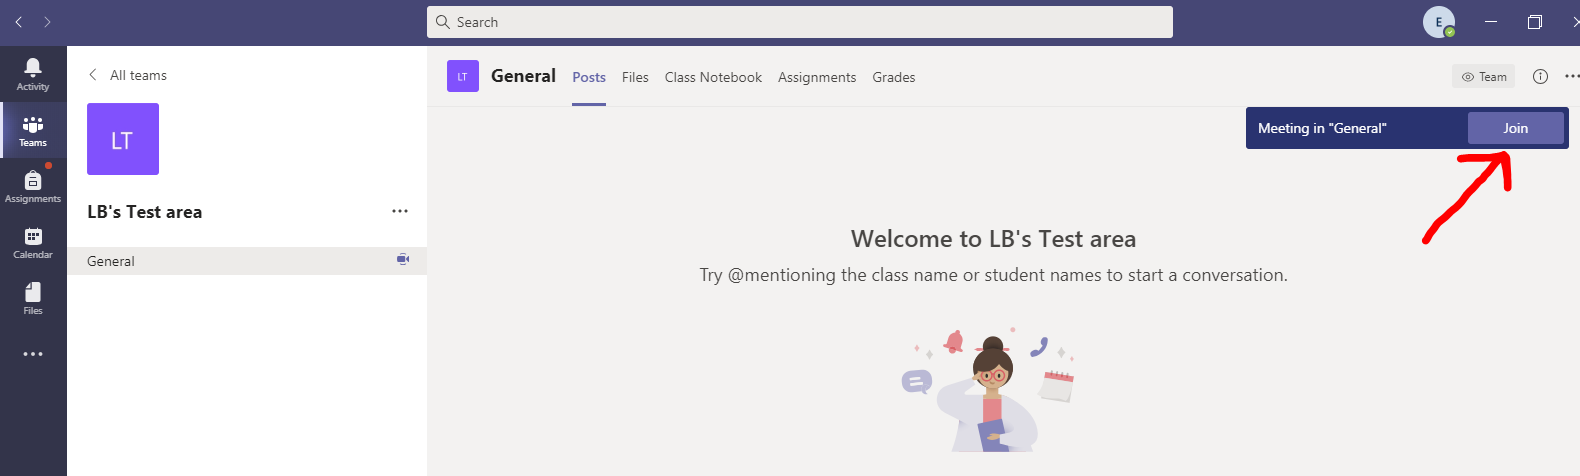 Search
E
Activity
Teams
Assignments
Calendar
Files
All teams
LT
LB's Test area
General
LT
General
Posts
Files
Class Notebook
Assignments
Grades
Team
Meeting in "General"
Join
Welcome to LB's Test area
Try @mentioning the class name or student names to start a conversation.